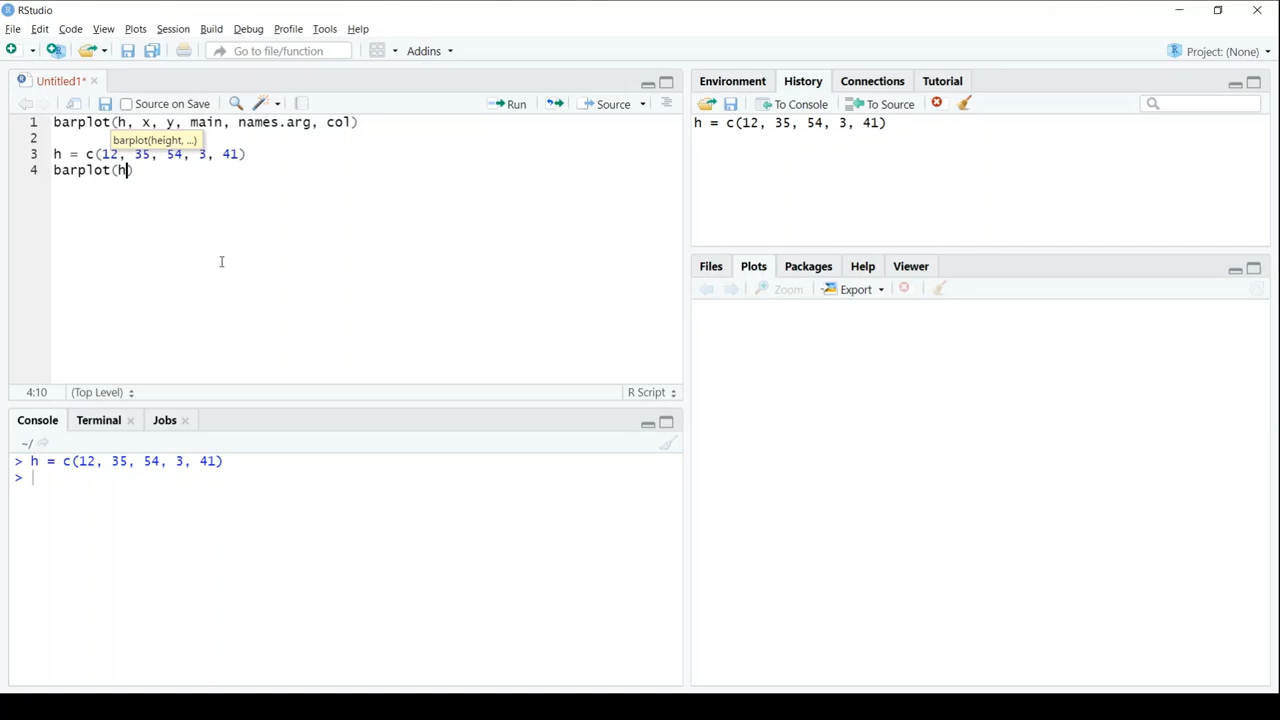 RStudio
File Edit Code View Plots Session Build Debug Profile Tools Help
Go to file/function Addins Project: (None)
Untitled1*
Source on Save Run Source
1 barplot(h, x, y, main, names.arg, col)
2 barplot(height, ...)
3 h = c(12, 35, 54, 3, 41)
4 barplot(h)
4:10 (Top Level) R Script
Console Terminal Jobs
~/
> h = c(12, 35, 54, 3, 41)
>
Environment History Connections Tutorial
To Console To Source
h = c(12, 35, 54, 3, 41)
Files Plots Packages Help Viewer
Zoom Export